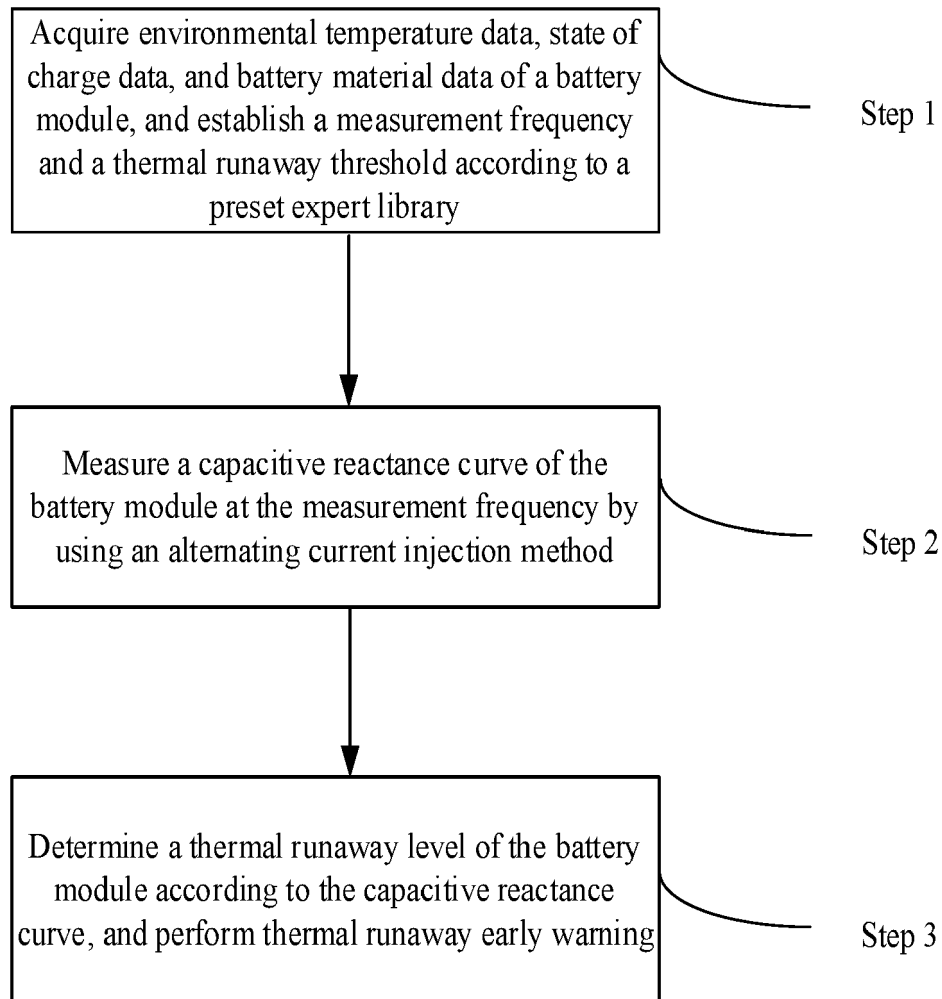 Acquire environmental temperature data, state of
charge data, and battery material data of a battery
module, and establish a measurement frequency
and a thermal runaway threshold according to a
preset expert library
Step 1
Measure a capacitive reactance curve of the
battery module at the measurement frequency by
using an alternating current injection method
Step 2
Determine a thermal runaway level of the battery
module according to the capacitive reactance
curve, and perform thermal runaway early warning
Step 3